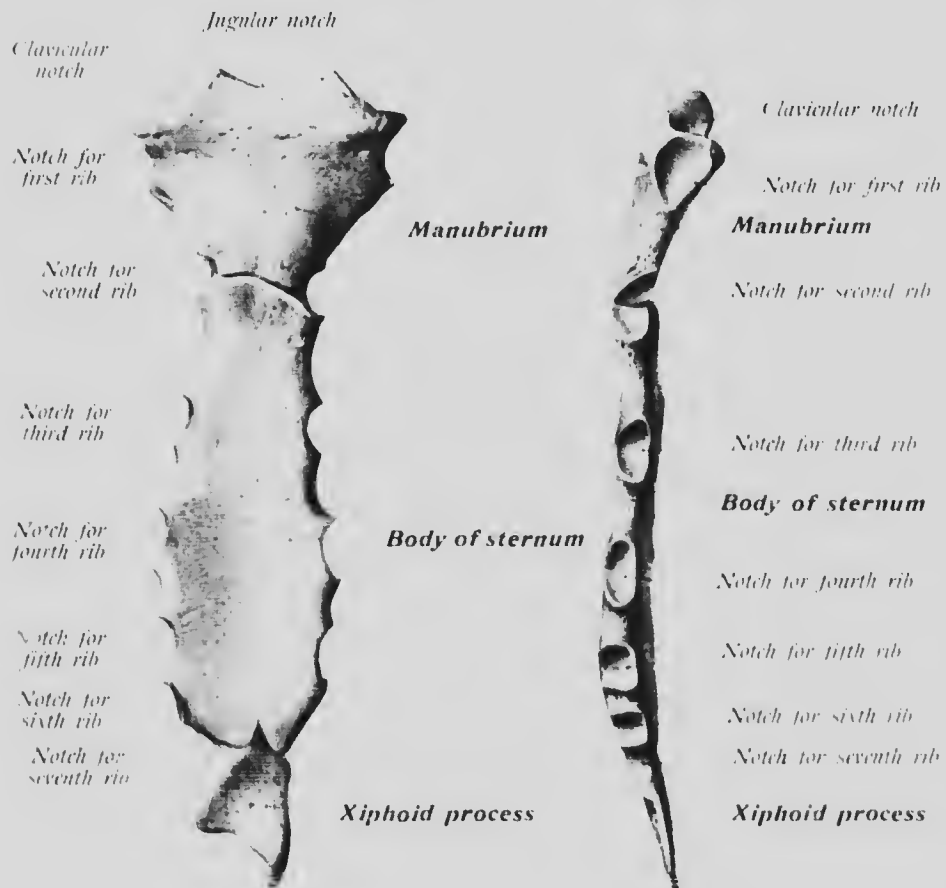 Jugular notch
Clavicular
notch
Notch for
first rib
Manubrium
Notch for
second rib
Notch for
third rib
Notch for
fourth rib
Body of sternum
Notch for
fifth rib
Notch for
sixth rib
Notch for
seventh rib
Xiphoid process
Clavicular notch
Notch for first rib
Manubrium
Notch for second rib
Notch for third rib
Body of sternum
Notch for fourth rib
Notch for fifth rib
Notch for sixth rib
Notch for seventh rib
Xiphoid process